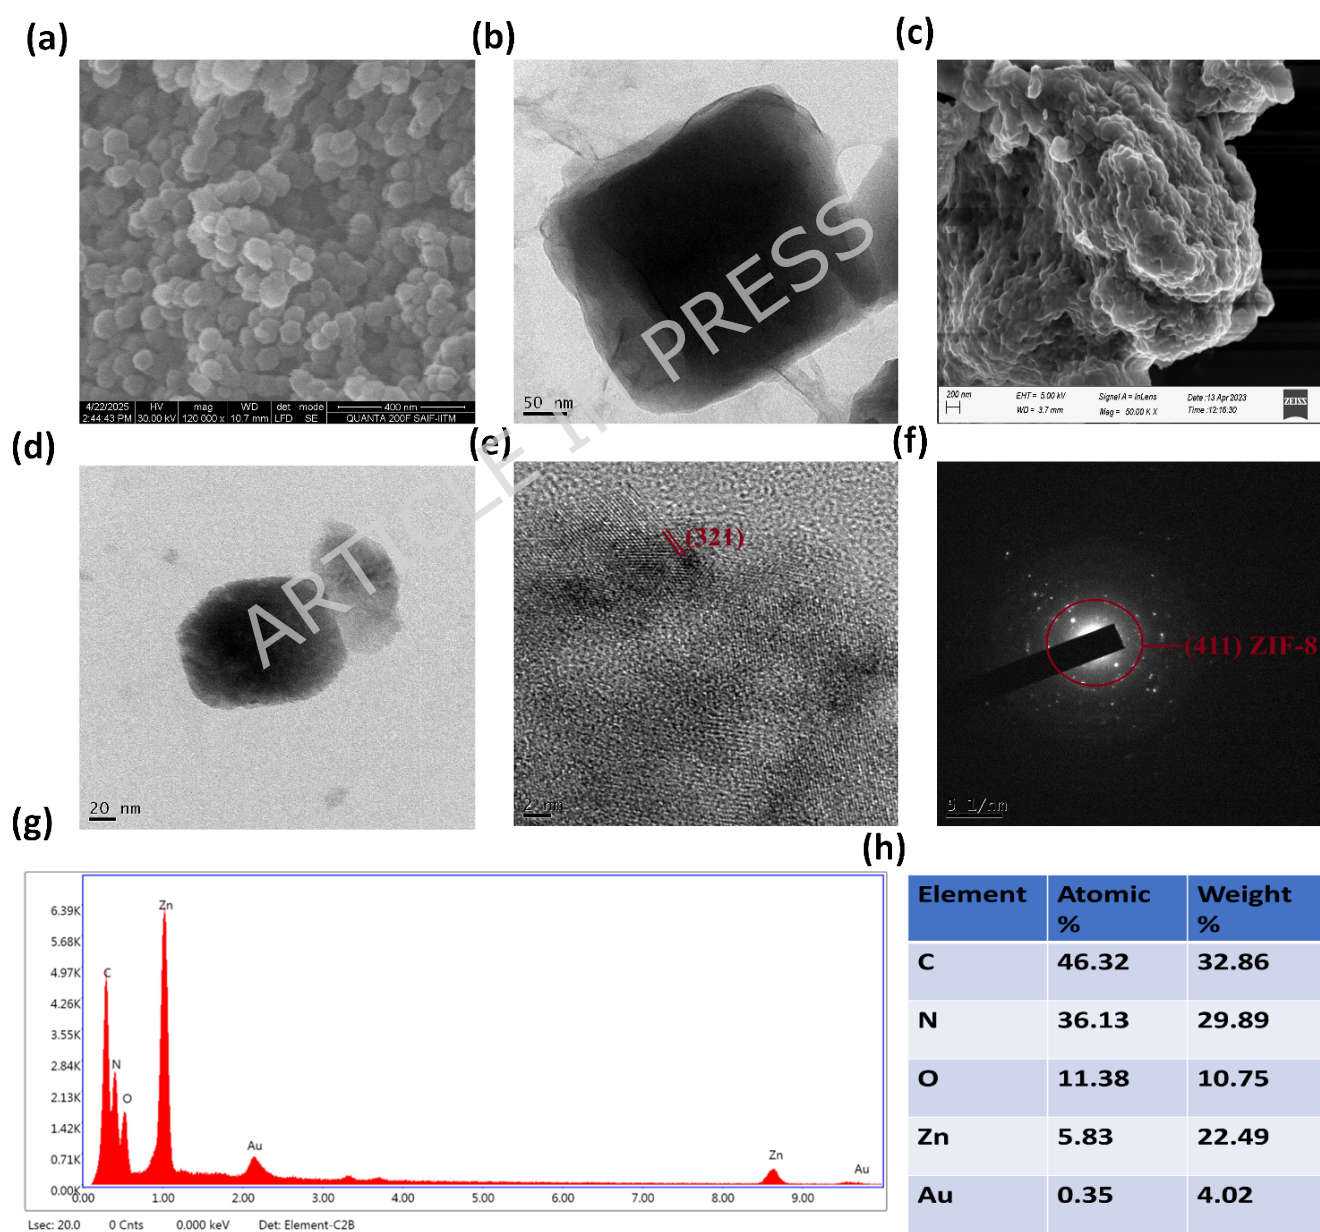 (a)
(b)
(c)
4/22/2025 HV mag WD det mode 400 nm
2:44:43 PM 30.00 kV 120 000 x 10.7 mm LFD SE QUANTA 200F SAIF-IITM
50 nm
200 nm EHT = 5.00 kV Signal A = InLens Date :13 Apr 2023
WD = 3.7 mm Mag = 50.00 K X Time :12:16:30
ZEISS
(d)
(e)
(f)
ARTICLE IN PRESS
20 nm
(321)
2 nm
(411) ZIF-8
5 1/nm
(g)
6.39K
5.68K
4.97K
4.26K
3.55K
2.84K
2.13K
1.42K
0.71K
0.00K
C
N
O
Zn
Au
Zn
Au
0.00 1.00 2.00 3.00 4.00 5.00 6.00 7.00 8.00 9.00
Lsec: 20.0 0 Cnts 0.000 keV Det: Element-C2B
(h)
Element Atomic % Weight %
C 46.32 32.86
N 36.13 29.89
O 11.38 10.75
Zn 5.83 22.49
Au 0.35 4.02